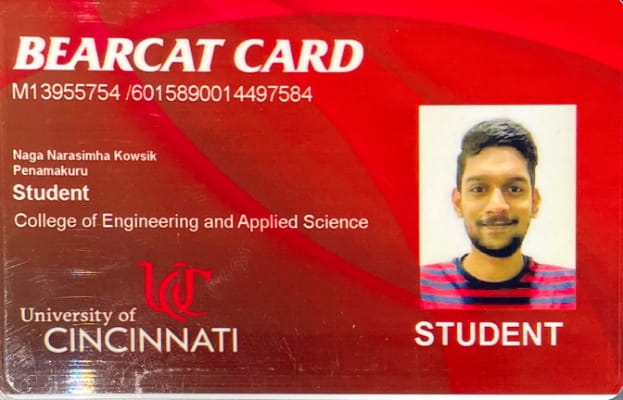 BEARCAT CARD
M13955754 /6015890014497584
Naga Narasimha Kowsik
Penamakuru
Student
College of Engineering and Applied Science
UC
University of
CINCINNATI
STUDENT